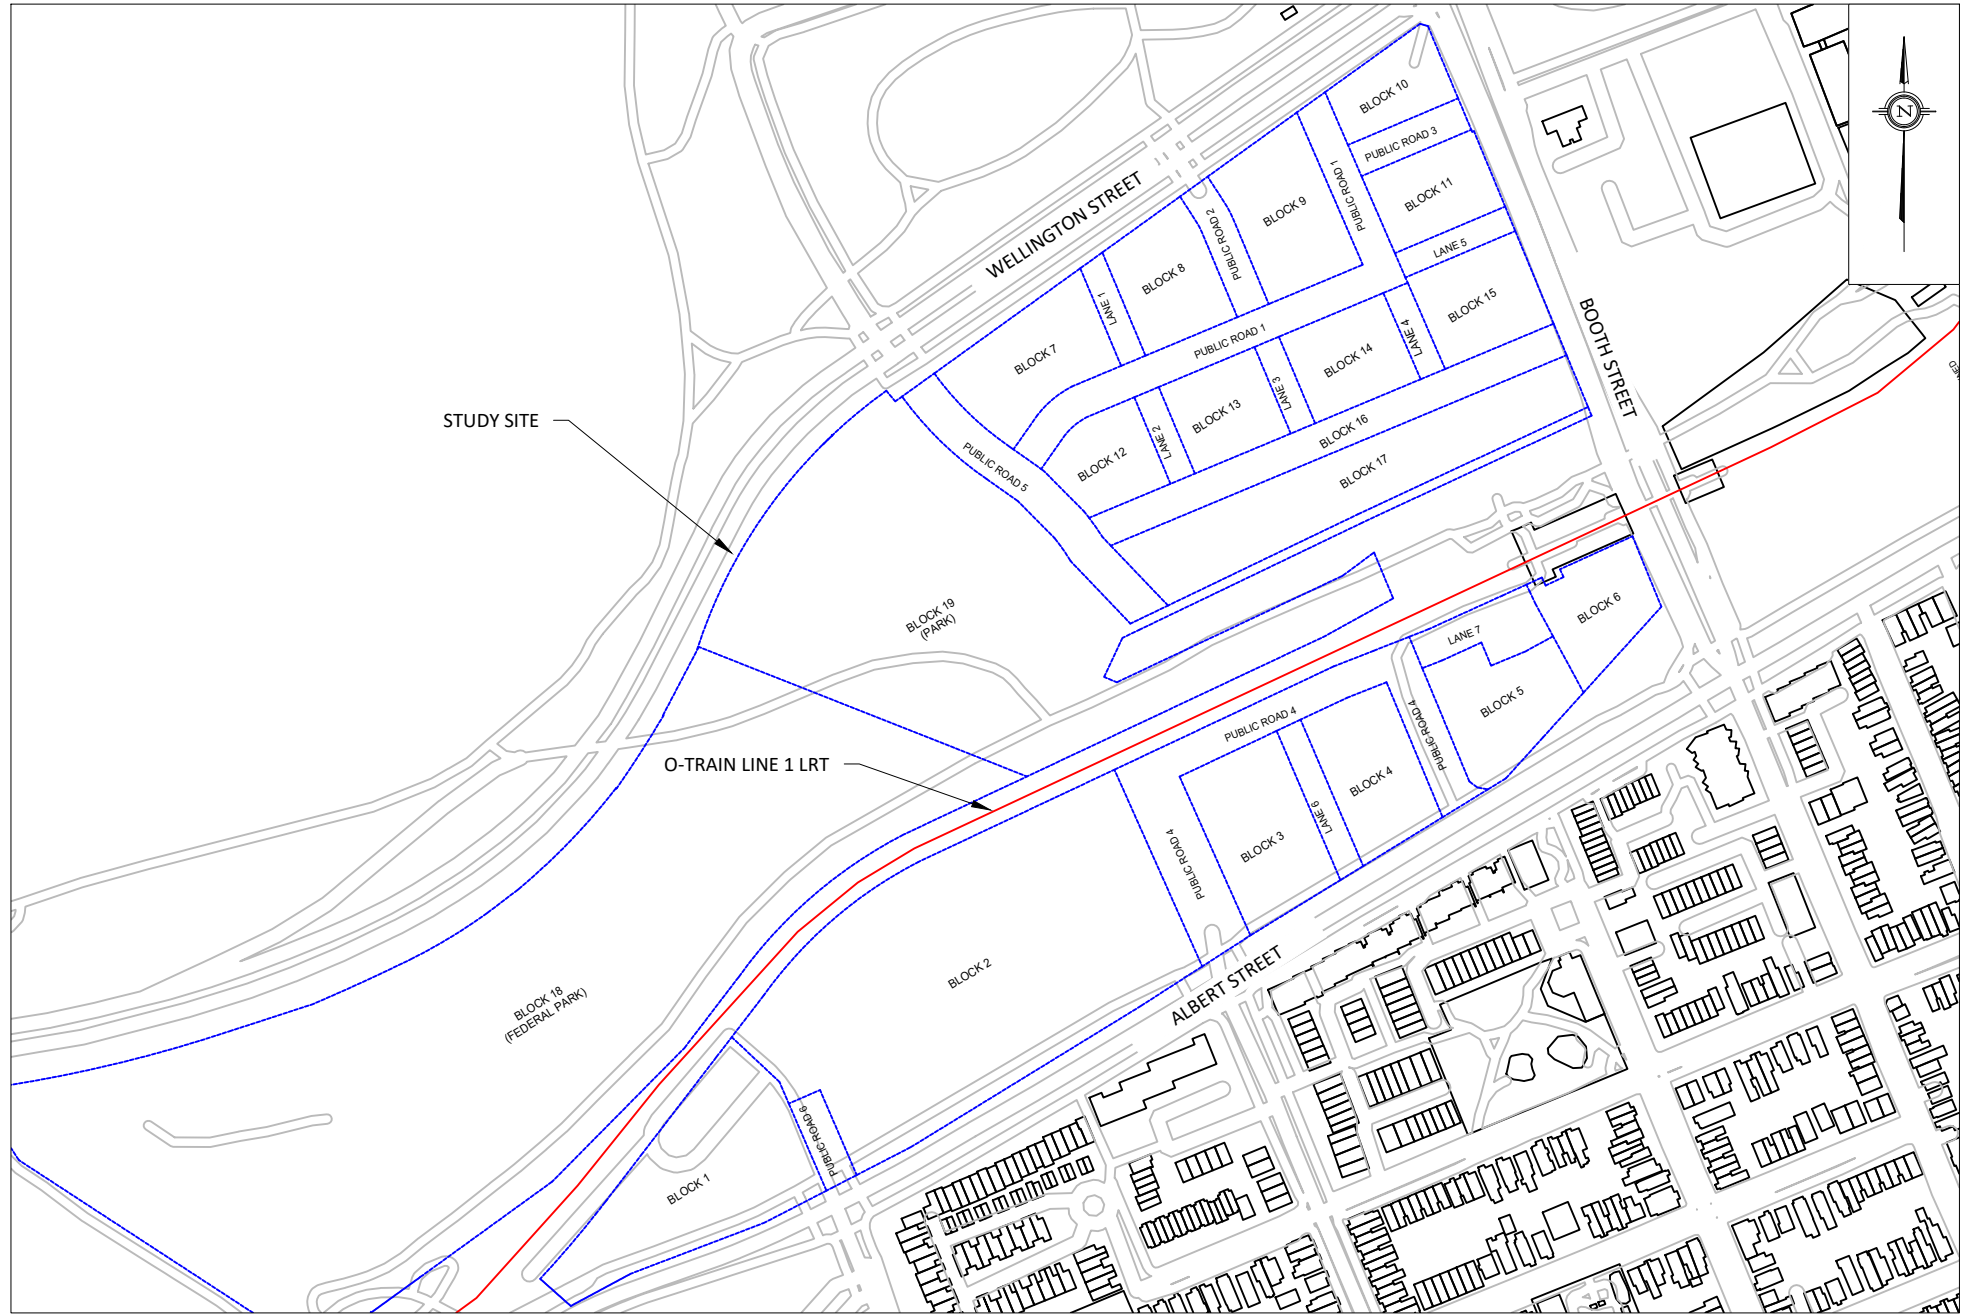 BLOCK 10
PUBLIC ROAD 3
PUBLIC ROAD 1
BLOCK 11
BLOCK 9
PUBLIC ROAD 2
WELLINGTON STREET
LANE 5
BLOCK 8
LANE 1
BLOCK 15
BOOTH STREET
PUBLIC ROAD 1
LANE 4
BLOCK 7
BLOCK 14
LANE 3
BLOCK 13
STUDY SITE
BLOCK 16
LANE 2
BLOCK 12
PUBLIC ROAD 5
BLOCK 17
BLOCK 19
(PARK)
BLOCK 6
LANE 7
BLOCK 5
PUBLIC ROAD 4
PUBLIC ROAD 4
O-TRAIN LINE 1 LRT
BLOCK 4
LANE 6
BLOCK 3
PUBLIC ROAD 4
BLOCK 2
ALBERT STREET
BLOCK 18
(FEDERAL PARK)
PUBLIC ROAD 6
BLOCK 1
N